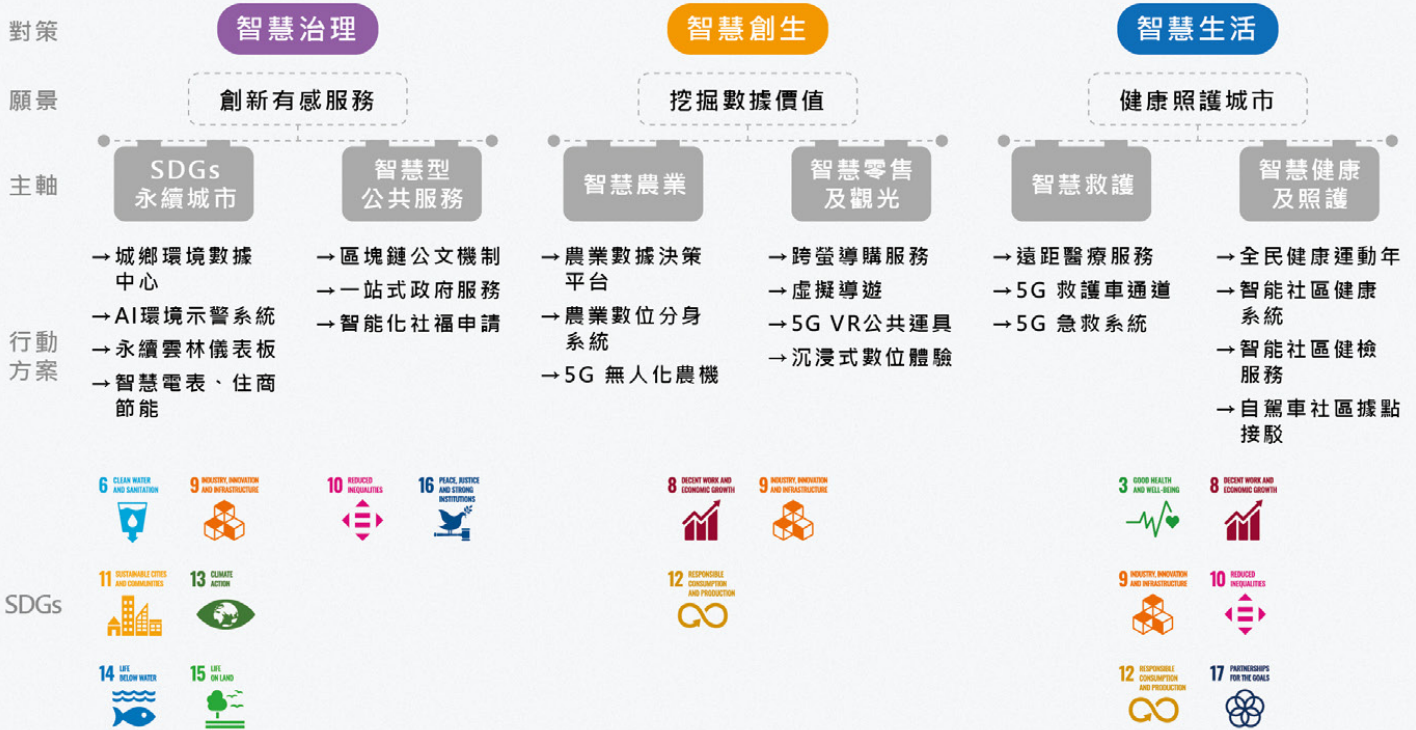 對策
智慧治理
智慧創生
智慧生活
願景
創新有感服務
挖掘數據價值
健康照護城市
主軸
SDGs
永續城市
智慧型
公共服務
智慧農業
智慧零售
及觀光
智慧救護
智慧健康
及照護
行動
方案
→城鄉環境數據
中心
→AI環境示警系統
→永續雲林儀表板
→智慧電表、住商
節能
→區塊鏈公文機制
→一站式政府服務
→智能化社福申請
→農業數據決策
平台
→農業數位分身
系統
→5G 無人化農機
→跨螢導購服務
→虛擬導遊
→5G VR公共運具
→沉浸式數位體驗
→遠距醫療服務
→5G 救護車通道
→5G 急救系統
→全民健康運動年
→智能社區健康
系統
→智能社區健檢
服務
→自駕車社區據點
接駁
SDGs
6 CLEAN WATER
AND SANITATION
9 INDUSTRY, INNOVATION
AND INFRASTRUCTURE
11 SUSTAINABLE CITIES
AND COMMUNITIES
13 CLIMATE
ACTION
14 LIFE
BELOW WATER
15 LIFE
ON LAND
10 REDUCED
INEQUALITIES
16 PEACE, JUSTICE
AND STRONG
INSTITUTIONS
8 DECENT WORK AND
ECONOMIC GROWTH
9 INDUSTRY, INNOVATION
AND INFRASTRUCTURE
12 RESPONSIBLE
CONSUMPTION
AND PRODUCTION
3 GOOD HEALTH
AND WELL-BEING
8 DECENT WORK AND
ECONOMIC GROWTH
9 INDUSTRY, INNOVATION
AND INFRASTRUCTURE
10 REDUCED
INEQUALITIES
12 RESPONSIBLE
CONSUMPTION
AND PRODUCTION
17 PARTNERSHIPS
FOR THE GOALS